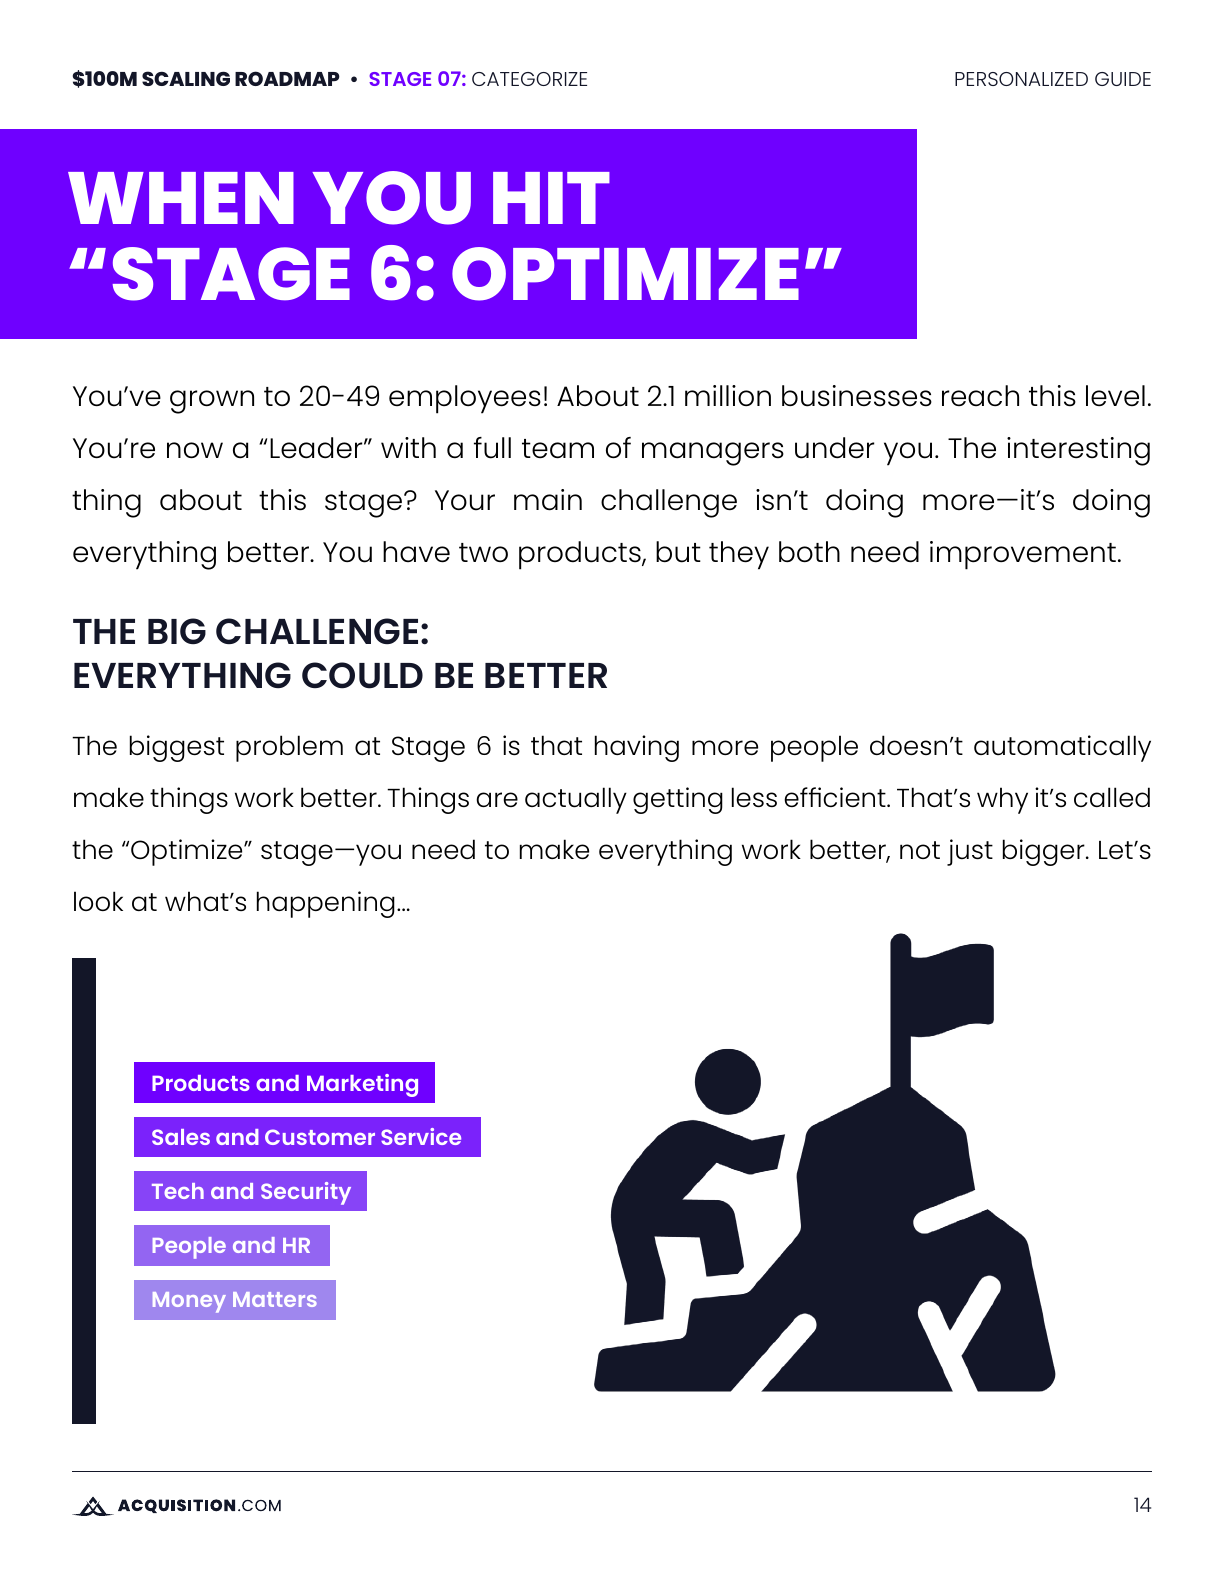 $100M SCALING ROADMAP • STAGE 07: CATEGORIZE
PERSONALIZED GUIDE
WHEN YOU HIT
“STAGE 6: OPTIMIZE”
You’ve grown to 20-49 employees! About 2.1 million businesses reach this level.
You’re now a “Leader” with a full team of managers under you. The interesting
thing about this stage? Your main challenge isn’t doing more—it’s doing
everything better. You have two products, but they both need improvement.
THE BIG CHALLENGE:
EVERYTHING COULD BE BETTER
The biggest problem at Stage 6 is that having more people doesn’t automatically
make things work better. Things are actually getting less efficient. That’s why it’s called
the “Optimize” stage—you need to make everything work better, not just bigger. Let’s
look at what’s happening...
Products and Marketing
Sales and Customer Service
Tech and Security
People and HR
Money Matters
ACQUISITION.COM
14